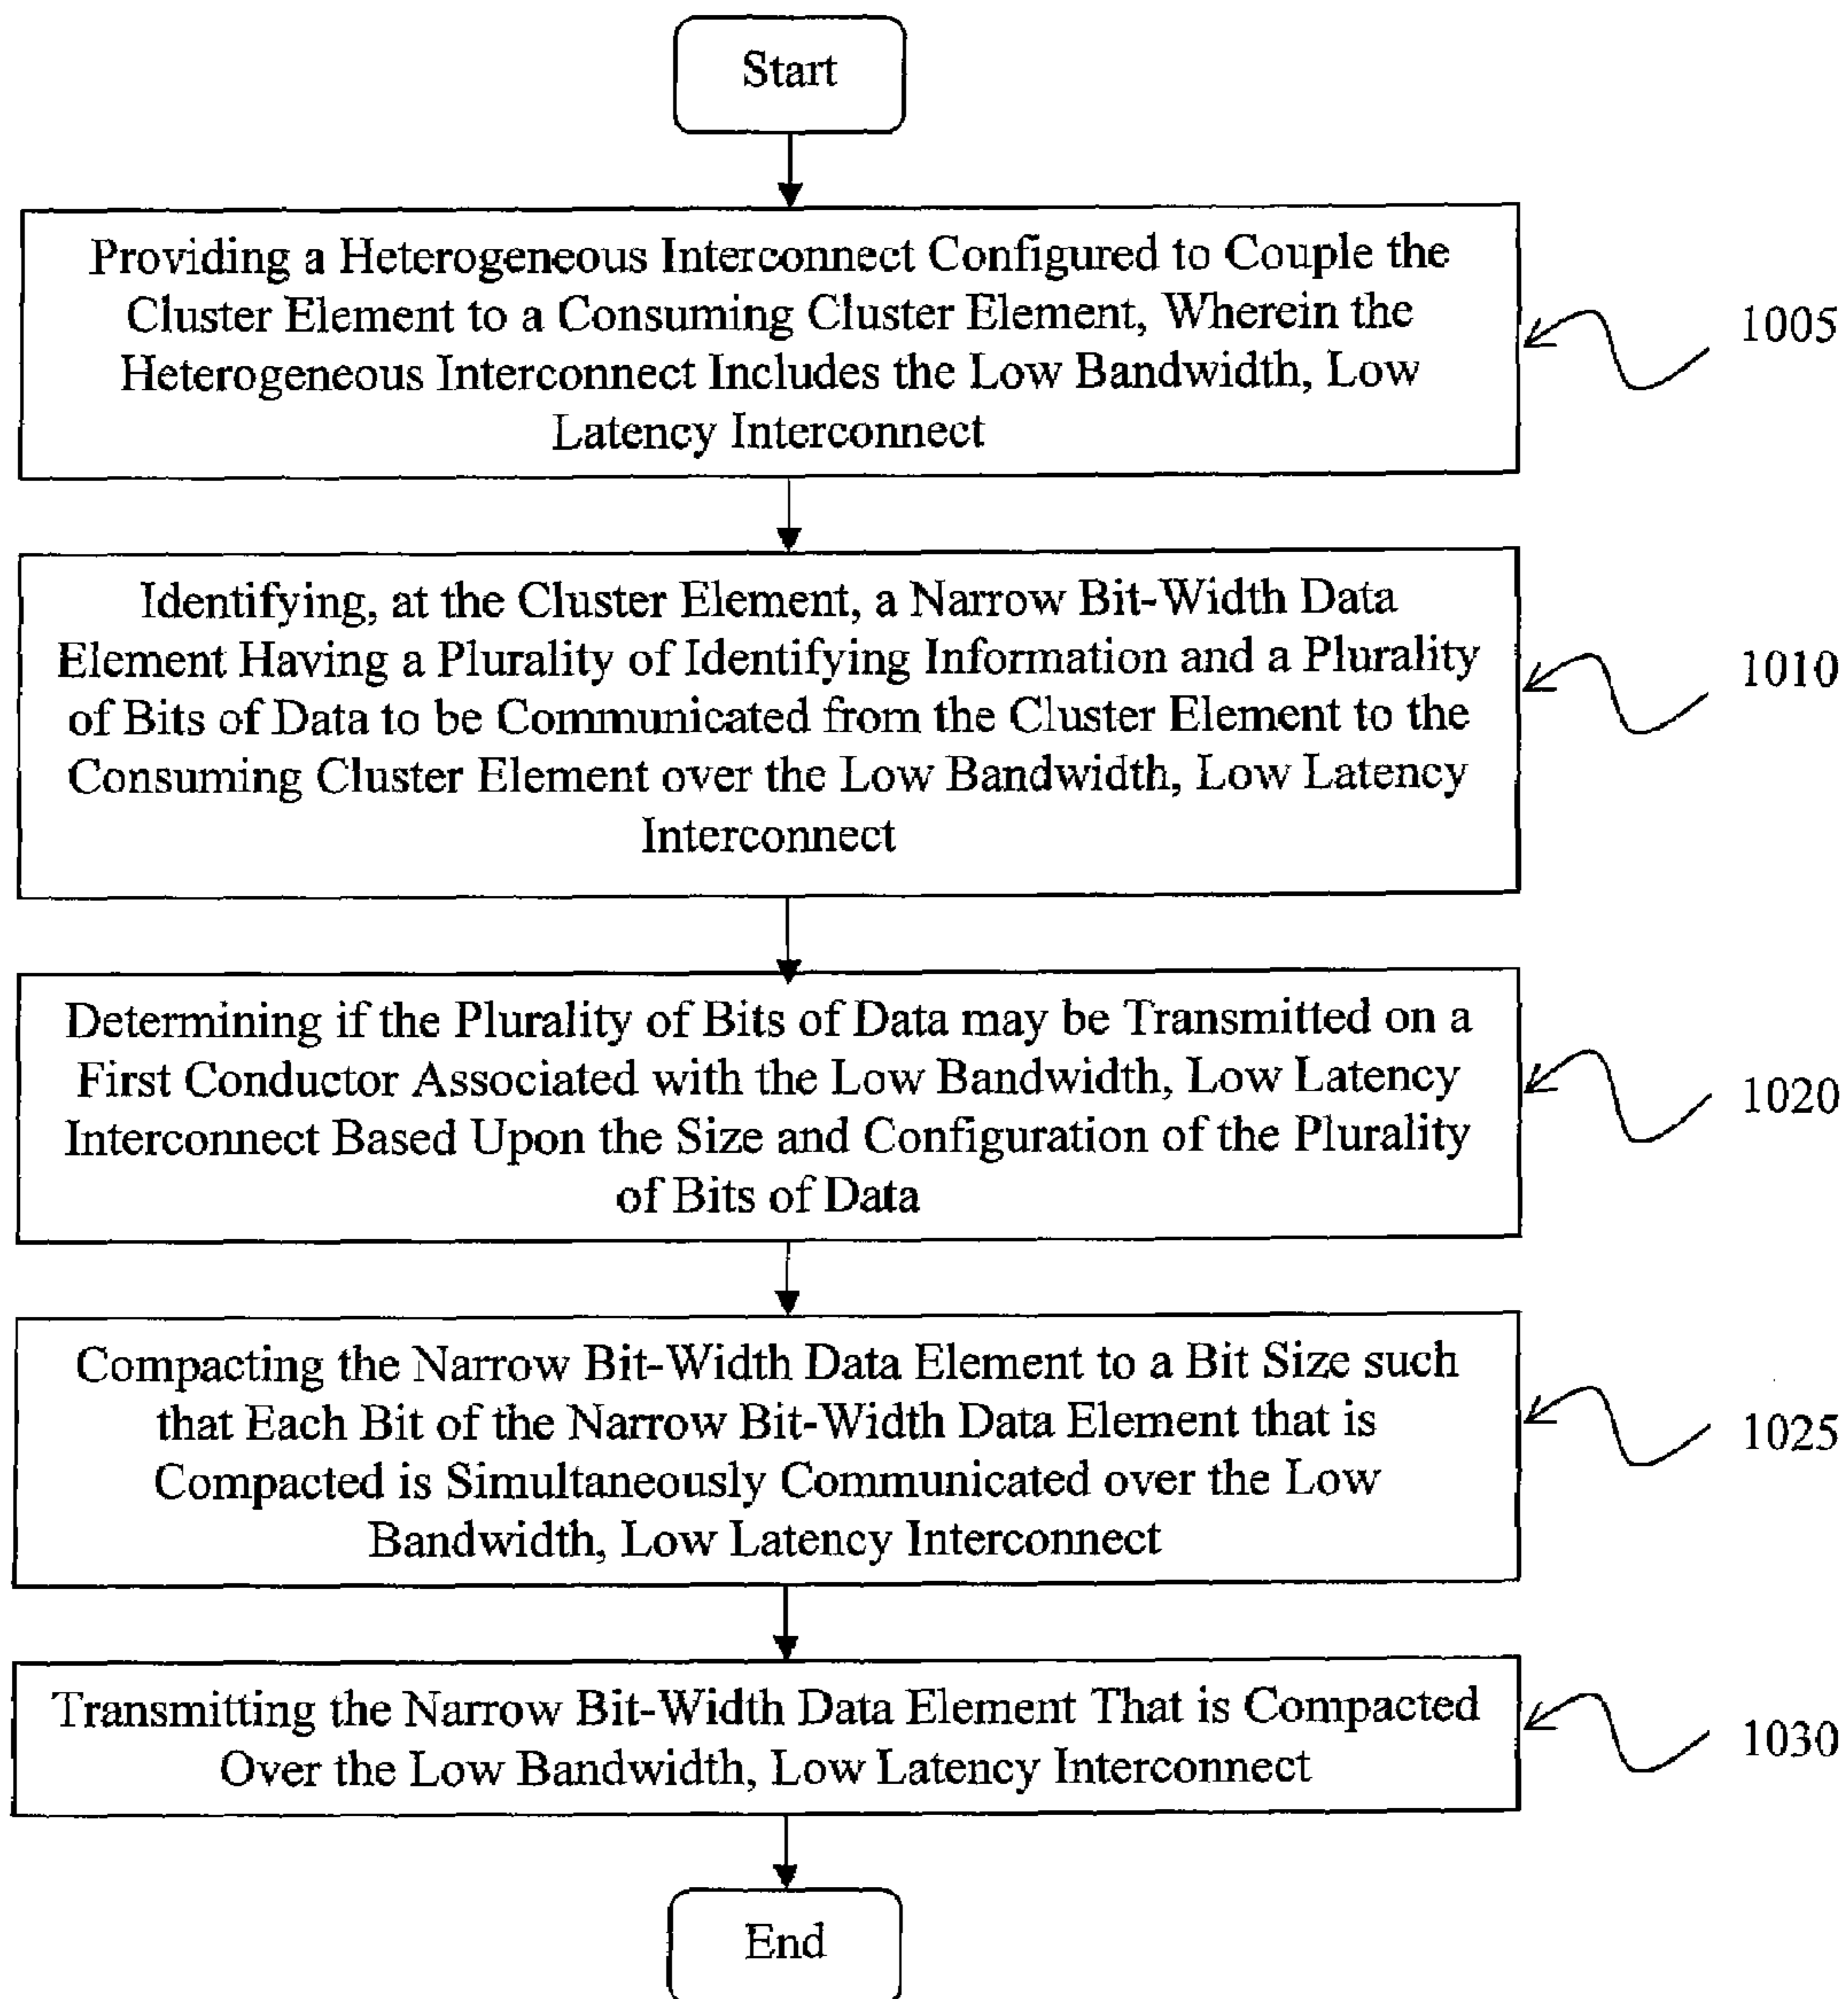 Start
Providing a Heterogeneous Interconnect Configured to Couple the
Cluster Element to a Consuming Cluster Element, Wherein the
Heterogeneous Interconnect Includes the Low Bandwidth, Low
Latency Interconnect
1005
Identifying, at the Cluster Element, a Narrow Bit-Width Data
Element Having a Plurality of Identifying Information and a Plurality
of Bits of Data to be Communicated from the Cluster Element to the
Consuming Cluster Element over the Low Bandwidth, Low Latency
Interconnect
1010
Determining if the Plurality of Bits of Data may be Transmitted on a
First Conductor Associated with the Low Bandwidth, Low Latency
Interconnect Based Upon the Size and Configuration of the Plurality
of Bits of Data
1020
Compacting the Narrow Bit-Width Data Element to a Bit Size such
that Each Bit of the Narrow Bit-Width Data Element that is
Compacted is Simultaneously Communicated over the Low
Bandwidth, Low Latency Interconnect
1025
Transmitting the Narrow Bit-Width Data Element That is Compacted
Over the Low Bandwidth, Low Latency Interconnect
1030
End